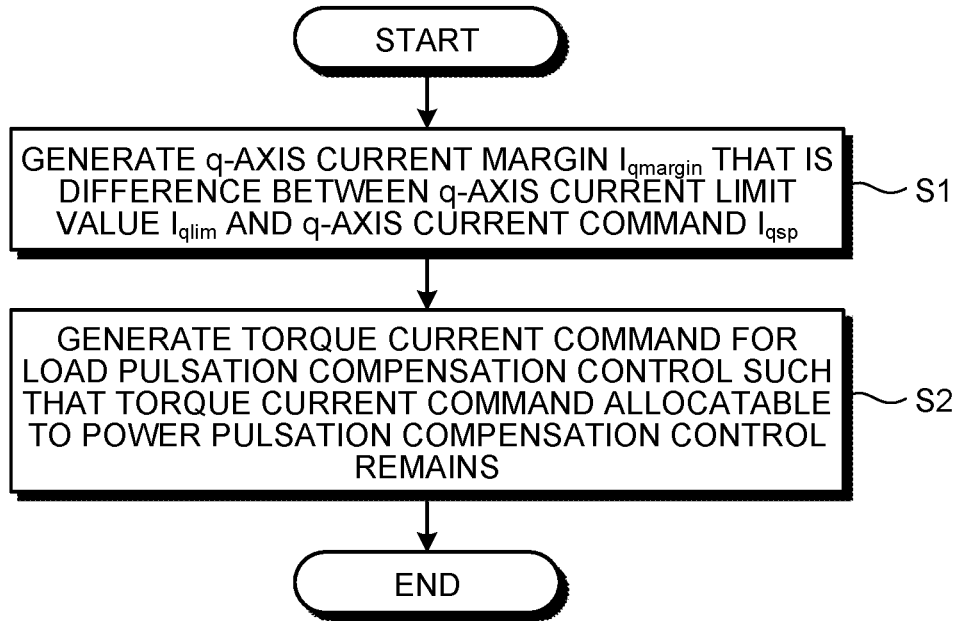 START
GENERATE q-AXIS CURRENT MARGIN Iqmargin THAT IS
DIFFERENCE BETWEEN q-AXIS CURRENT LIMIT
VALUE Iqlim AND q-AXIS CURRENT COMMAND Iqsp
S1
GENERATE TORQUE CURRENT COMMAND FOR
LOAD PULSATION COMPENSATION CONTROL SUCH
THAT TORQUE CURRENT COMMAND ALLOCATABLE
TO POWER PULSATION COMPENSATION CONTROL
REMAINS
S2
END